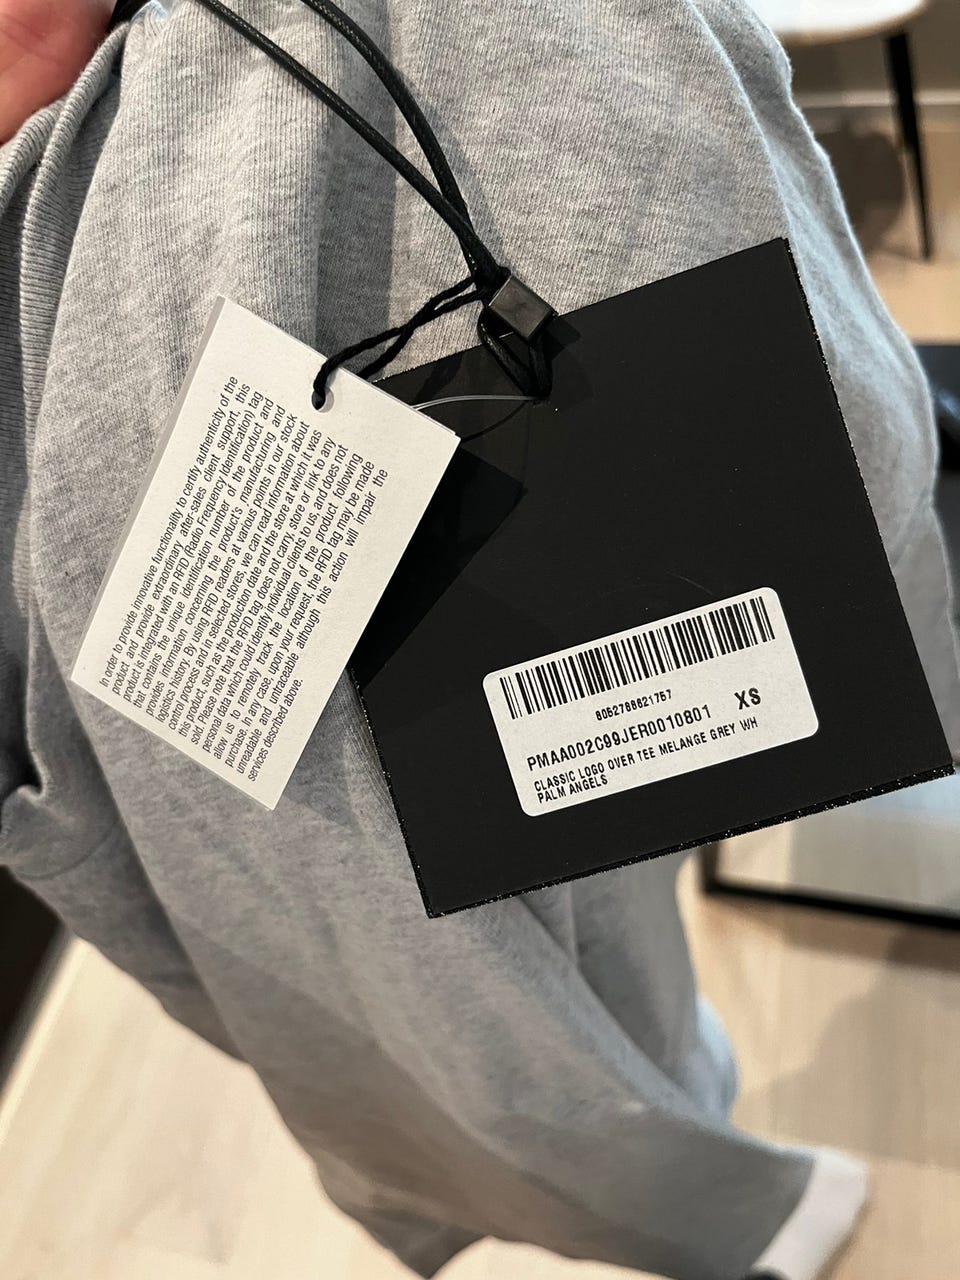 In order to provide innovative functionality to certify authenticity of the
product and provide extraordinary after-sales client support, this
product is integrated with an RFID (Radio Frequency Identification) tag
that contains the unique identification number of the product and
provides information concerning the product's manufacturing and
logistics history. By using RFID readers at various points in our stock
control process and in selected stores, we can read information about
this product, such as the production date and the store at which it was
sold. Please note that the RFID tag does not carry, store or link to any
personal data which could identify individual clients to us, and does not
allow us to remotely track the location of the product following
purchase. In any case, upon your request, the RFID tag may be made
unreadable and untraceable although this action will impair the
services described above.
8052788621757
PMAA002C99JER0010801 XS
CLASSIC LOGO OVER TEE MELANGE GREY WH
PALM ANGELS